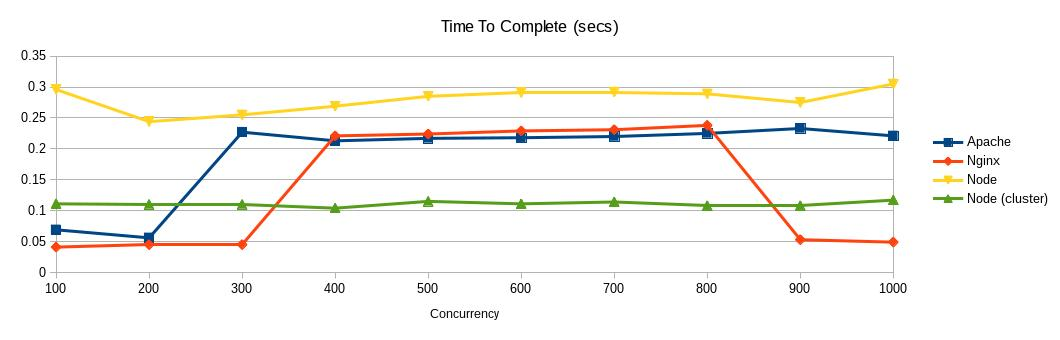 Time To Complete (secs)
0.35
0.3
0.25
0.2
0.15
0.1
0.05
0
100 200 300 400 500 600 700 800 900 1000
Concurrency
Apache
Nginx
Node
Node (cluster)